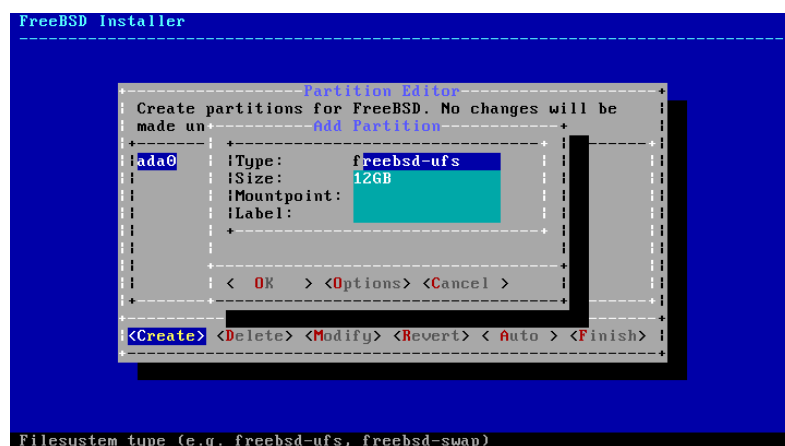 FreeBSD Installer
Partition Editor
Create partitions for FreeBSD. No changes will be
made un
Add Partition
ada0
Type: freebsd-ufs
Size: 12GB
Mountpoint:
Label:
< OK > <Options> <Cancel >
<Create> <Delete> <Modify> <Revert> < Auto > <Finish>
Filesystem type (e.g. freebsd-ufs, freebsd-swap)